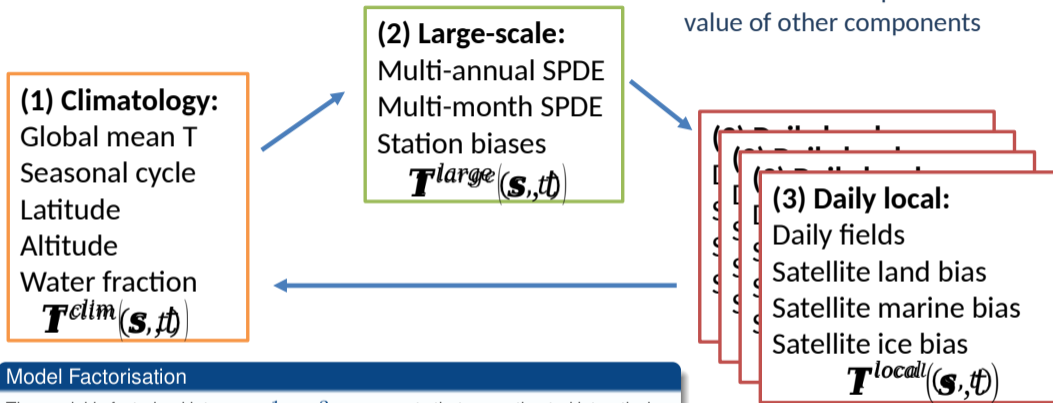 value of other components
(1) Climatology:
Global mean T
Seasonal cycle
Latitude
Altitude
Water fraction
T^clim(s,t)
(2) Large-scale:
Multi-annual SPDE
Multi-month SPDE
Station biases
T^large(s,t)
(3) Daily local:
Daily fields
Satellite land bias
Satellite marine bias
Satellite ice bias
T^local(s,t)
Model Factorisation